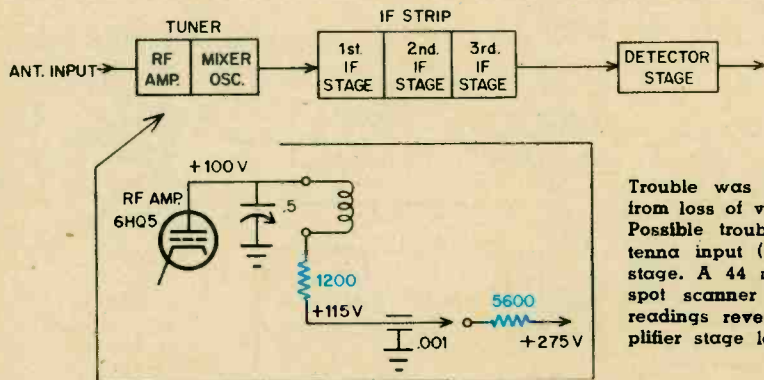 TUNER
IF STRIP
ANT. INPUT
RF
AMP.
MIXER
OSC.
1st.
IF
STAGE
2nd.
IF
STAGE
3rd.
IF
STAGE
DETECTOR
STAGE
+100 V
RF AMP.
6HQ5
.5
1200
+115V
.001
5600
+275V
Trouble was
from loss of v
Possible troub
tenna input (
stage. A 44 m
spot scanner
readings reve
plifier stage l